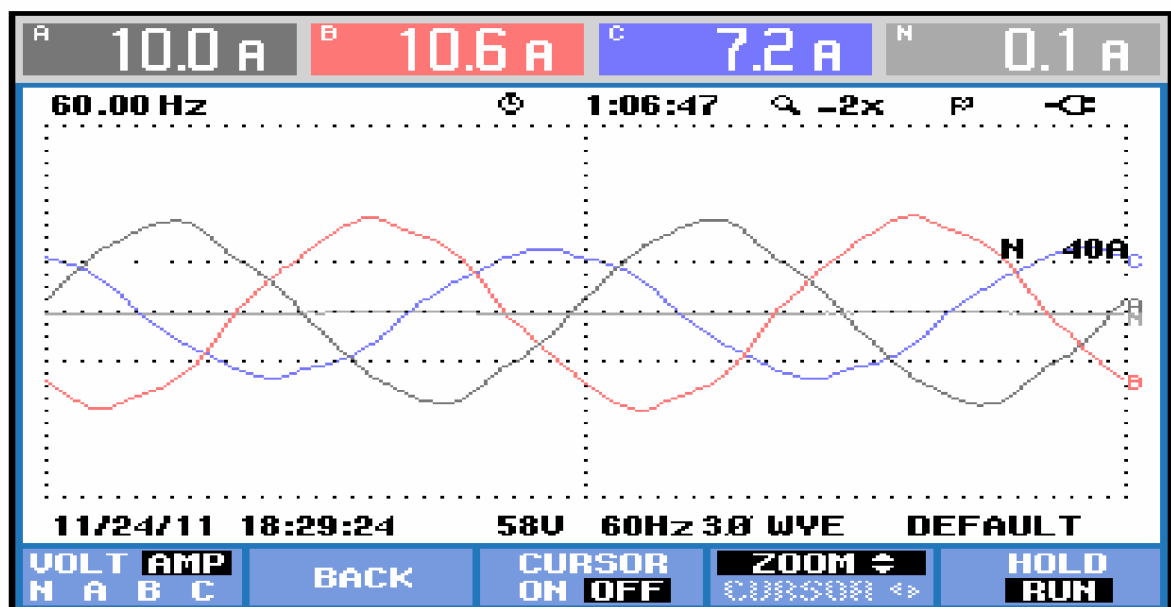 A 10.0 A B 10.6 A C 7.2 A N 0.1 A
60.00 Hz 1:06:47 -2x
N 40A
C
A
N
B
11/24/11 18:29:24 58V 60Hz 3Ø WYE DEFAULT
VOLT AMP
N A B C
BACK
CURSOR
ON OFF
ZOOM
CURSOR
HOLD
RUN